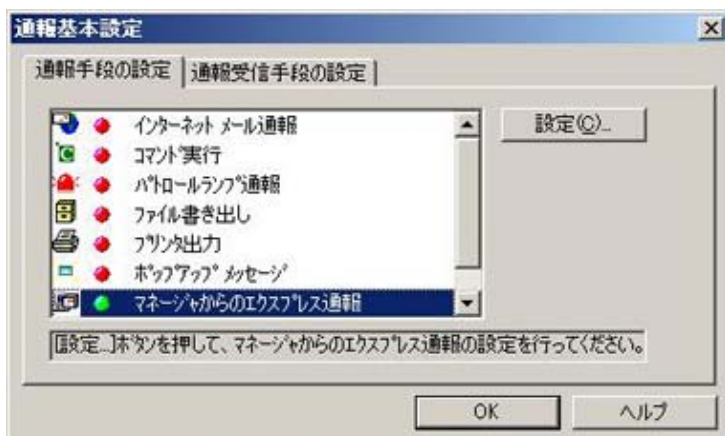 通報基本設定
通報手段の設定 通報受信手段の設定
インターネット メール通報
設定(C)...
コマンド実行
パトロールランプ通報
ファイル書き出し
プリンタ出力
ポップアップ メッセージ
マネージャからのエクスプレス通報
[設定...]ボタンを押して、マネージャからのエクスプレス通報の設定を行ってください。
OK ヘルプ